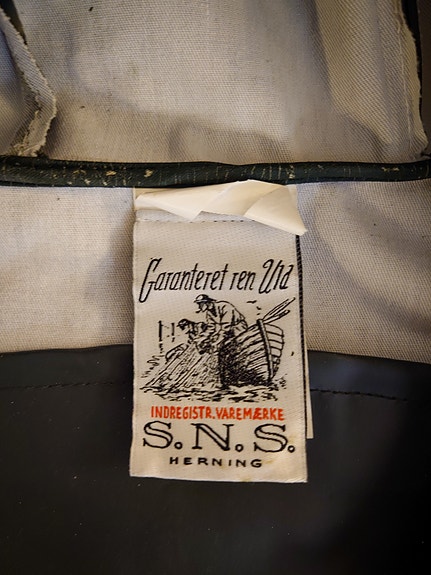 Garanteret ren Uld
INDREGISTR. VAREMÆRKE
S.N.S.
HERNING